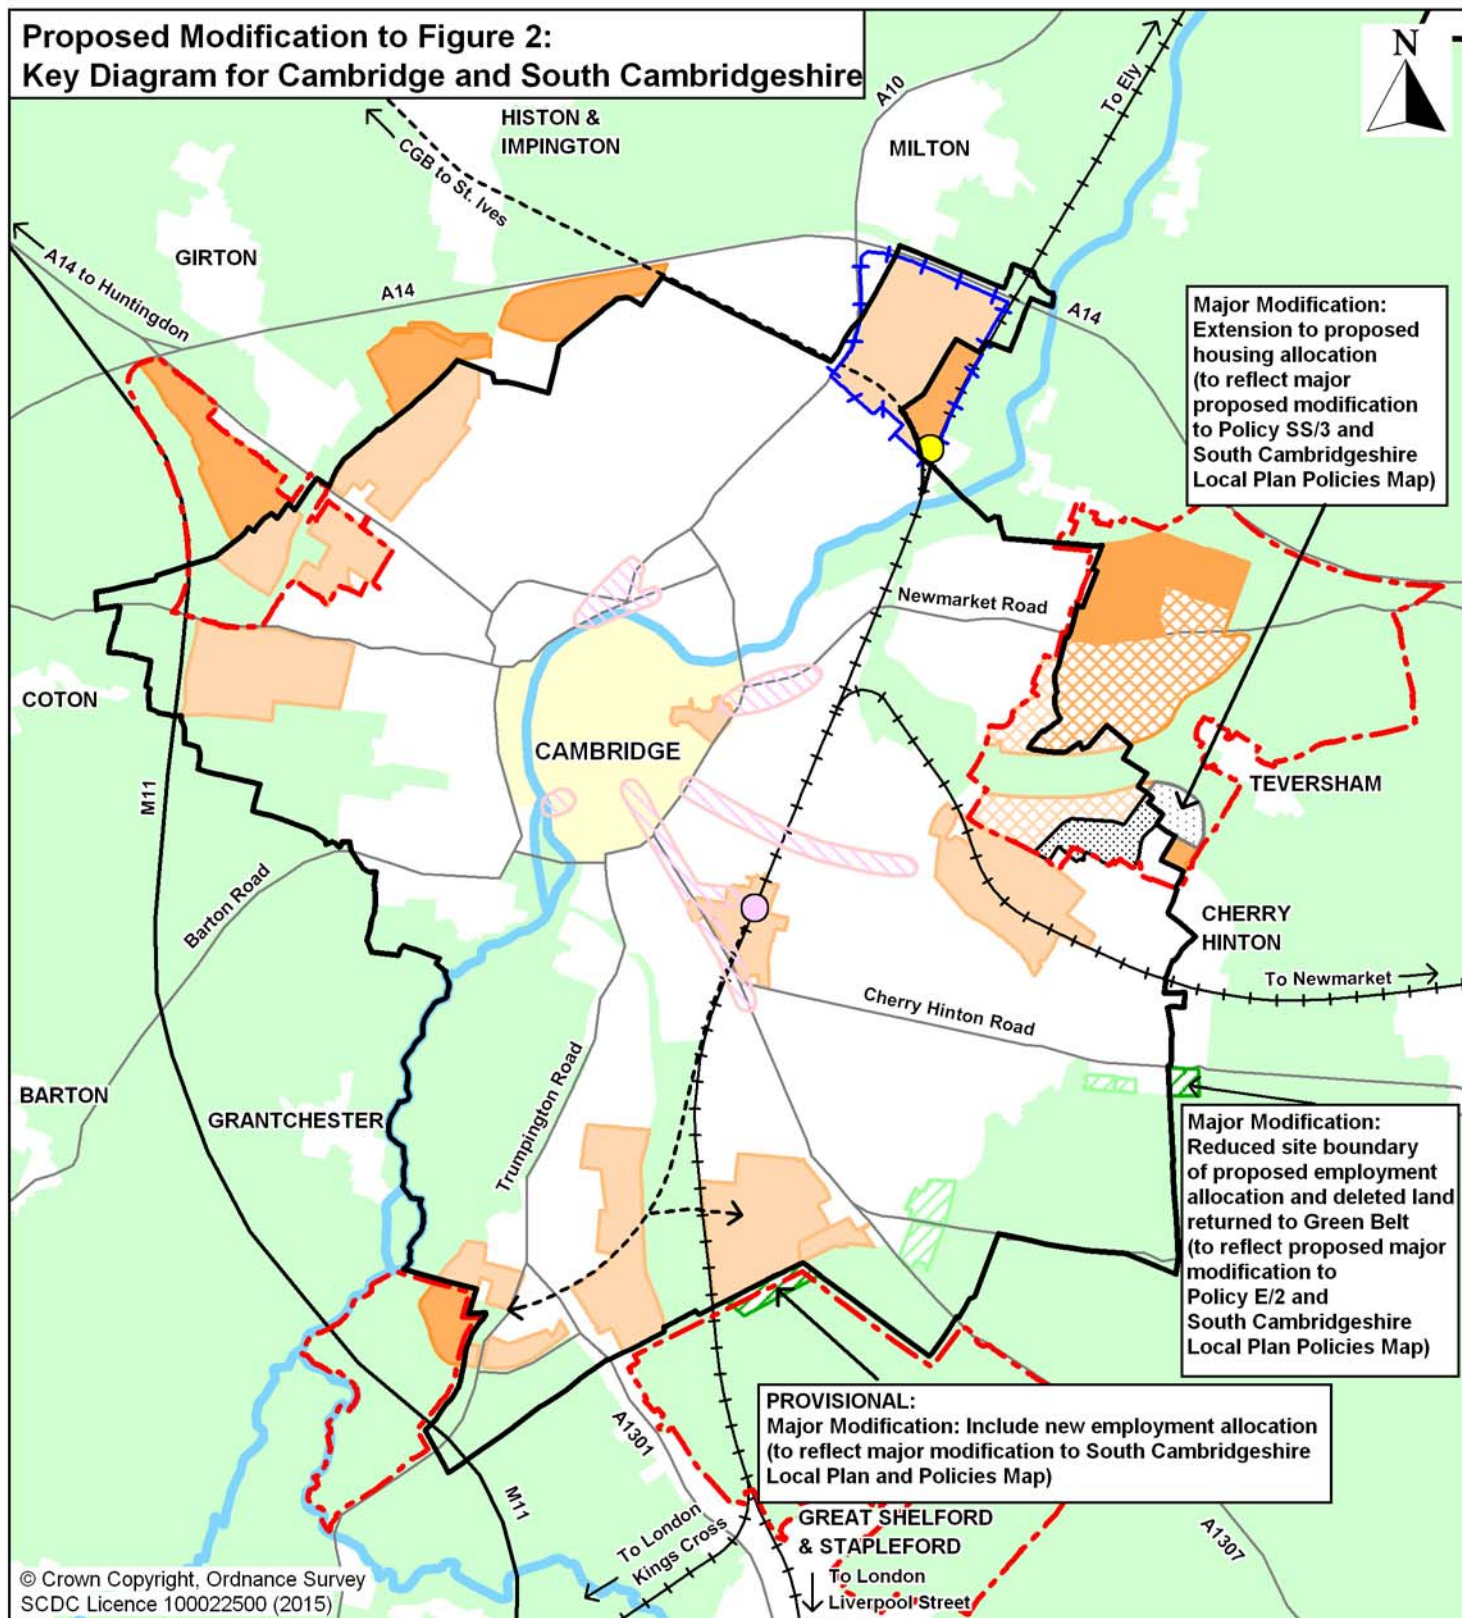 Proposed Modification to Figure 2:
Key Diagram for Cambridge and South Cambridgeshire
N
A10
To Ely
HISTON &
IMPINGTON
MILTON
CGB to St. Ives
GIRTON
A14 to Huntingdon
A14
A14
Major Modification:
Extension to proposed
housing allocation
(to reflect major
proposed modification
to Policy SS/3 and
South Cambridgeshire
Local Plan Policies Map)
Newmarket Road
COTON
CAMBRIDGE
M11
TEVERSHAM
Barton Road
CHERRY
HINTON
To Newmarket
Cherry Hinton Road
BARTON
GRANTCHESTER
Trumpington Road
Major Modification:
Reduced site boundary
of proposed employment
allocation and deleted land
returned to Green Belt
(to reflect proposed major
modification to
Policy E/2 and
South Cambridgeshire
Local Plan Policies Map)
PROVISIONAL:
Major Modification: Include new employment allocation
(to reflect major modification to South Cambridgeshire
Local Plan and Policies Map)
A1301
M11
To London
Kings Cross
GREAT SHELFORD
& STAPLEFORD
To London
Liverpool Street
A1307
© Crown Copyright, Ordnance Survey
SCDC Licence 100022500 (2015)